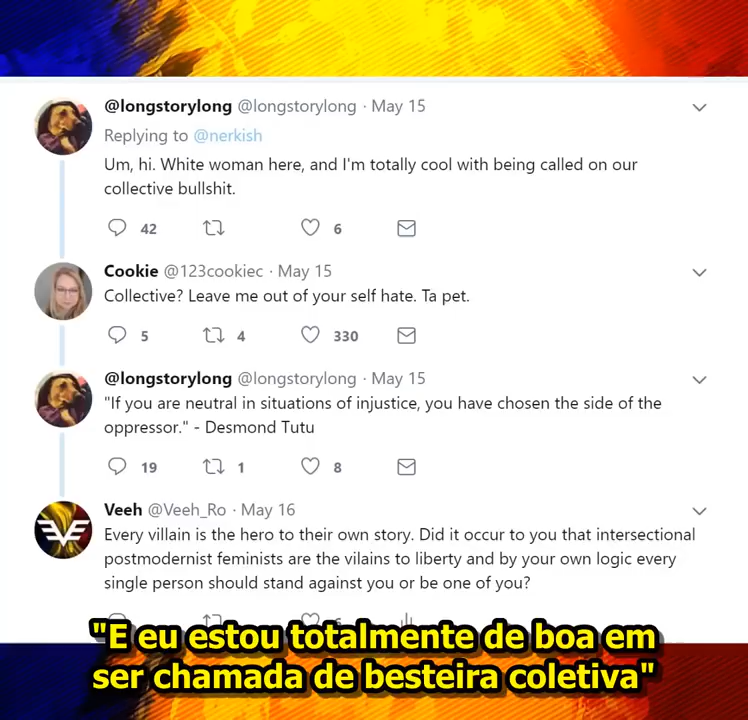 @longstorylong @longstorylong · May 15
Replying to @nerkish
Um, hi. White woman here, and I'm totally cool with being called on our
collective bullshit.
42 6
Cookie @123cookiec · May 15
Collective? Leave me out of your self hate. Ta pet.
5 4 330
@longstorylong @longstorylong · May 15
"If you are neutral in situations of injustice, you have chosen the side of the
oppressor." - Desmond Tutu
19 1 8
Veeh @Veeh_Ro · May 16
Every villain is the hero to their own story. Did it occur to you that intersectional
postmodernist feminists are the vilains to liberty and by your own logic every
single person should stand against you or be one of you?
"E eu estou totalmente de boa em
ser chamada de besteira coletiva"